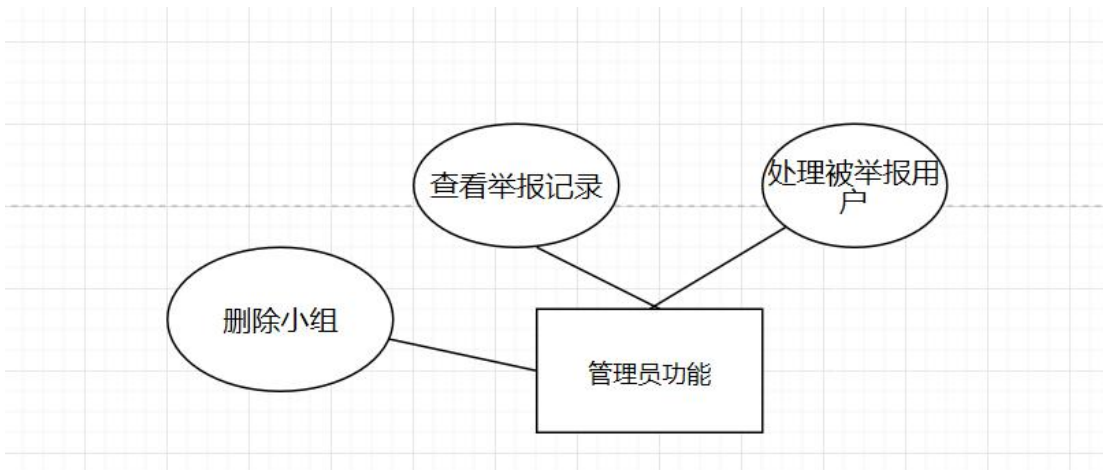 查看举报记录
处理被举报用
户
删除小组
管理员功能